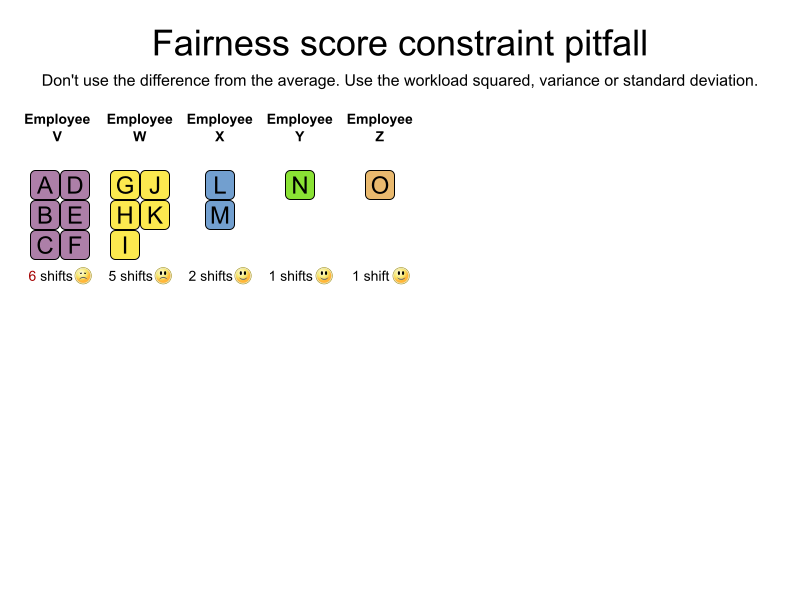 Fairness score constraint pitfall
Don't use the difference from the average. Use the workload squared, variance or standard deviation.
Employee Employee Employee Employee Employee
V W X Y Z
A D G J L N O
B E H K M
C F I
6 shifts 5 shifts 2 shifts 1 shifts 1 shift